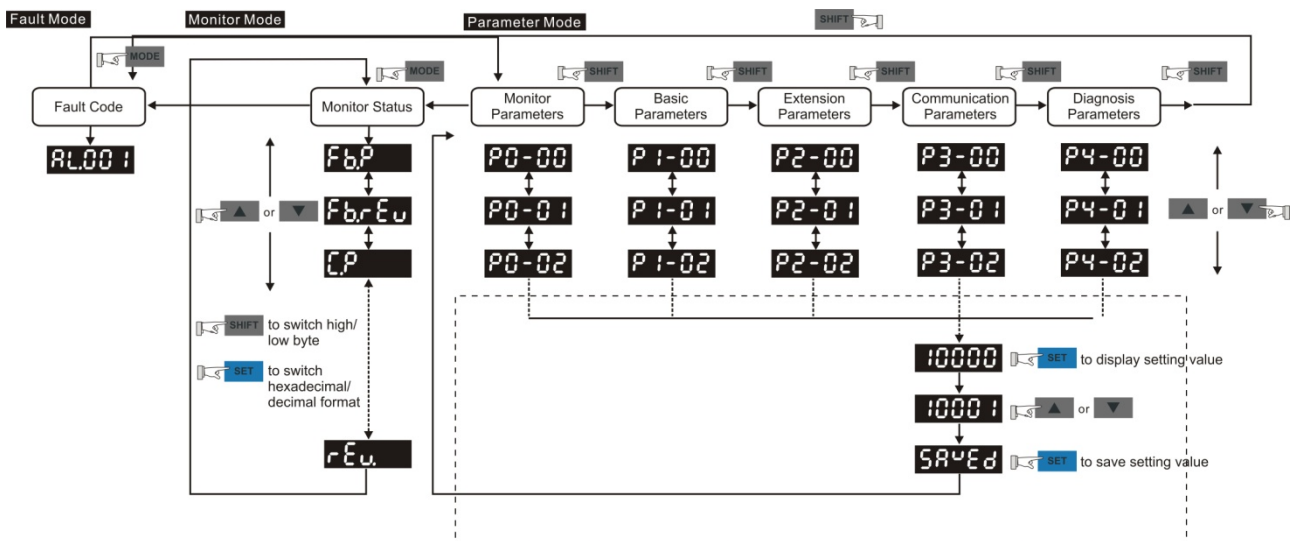 Fault Mode
Monitor Mode
Parameter Mode
SHIFT
MODE
MODE
SHIFT
SHIFT
SHIFT
SHIFT
SHIFT
Fault Code
Monitor Status
Monitor
Parameters
Basic
Parameters
Extension
Parameters
Communication
Parameters
Diagnosis
Parameters
AL.001
Fb.P
P0-00
P1-00
P2-00
P3-00
P4-00
▲ or ▼
Fb.rEu
P0-01
P1-01
P2-01
P3-01
P4-01
▲ or ▼
C.P
P0-02
P1-02
P2-02
P3-02
P4-02
SHIFT to switch high/
low byte
SET to switch
hexadecimal/
decimal format
rEu.
10000
SET to display setting value
10001
▲ or ▼
SAvEd
SET to save setting value